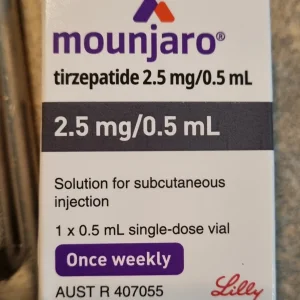 mounjaro®
tirzepatide 2.5 mg/0.5 mL
2.5 mg/0.5 mL
Solution for subcutaneous
injection
1 x 0.5 mL single-dose vial
Once weekly
AUST R 407055
Lilly